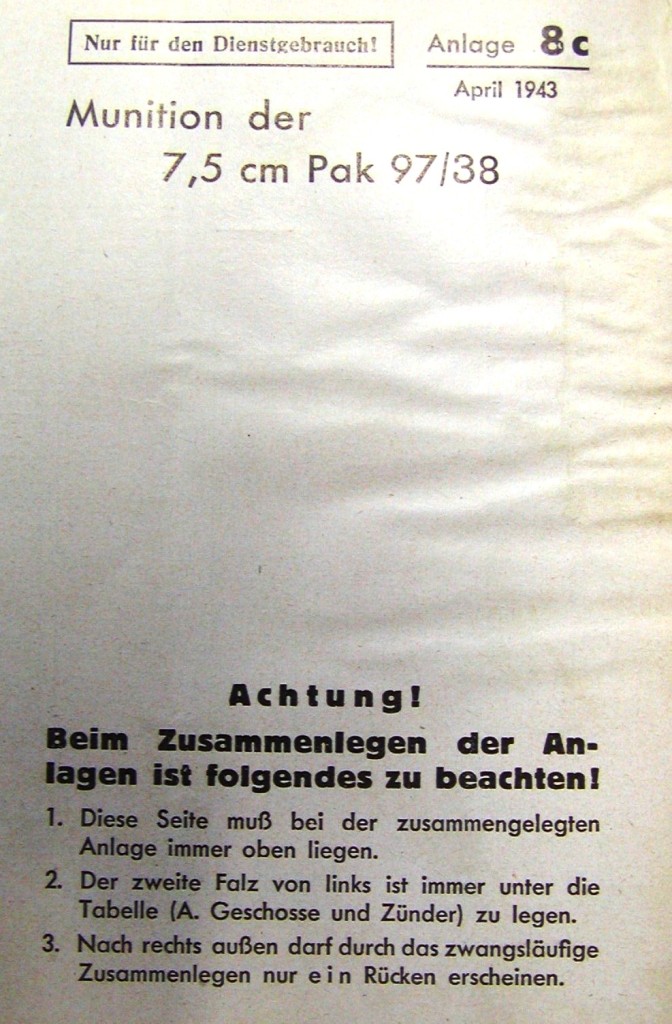 Nur für den Dienstgebrauch!
Anlage 8c
April 1943
Munition der
7,5 cm Pak 97/38
Achtung!
Beim Zusammenlegen der An-
lagen ist folgendes zu beachten!
1. Diese Seite muß bei der zusammengelegten
Anlage immer oben liegen.
2. Der zweite Falz von links ist immer unter die
Tabelle (A. Geschosse und Zünder) zu legen.
3. Nach rechts außen darf durch das zwangsläufige
Zusammenlegen nur ein Rücken erscheinen.